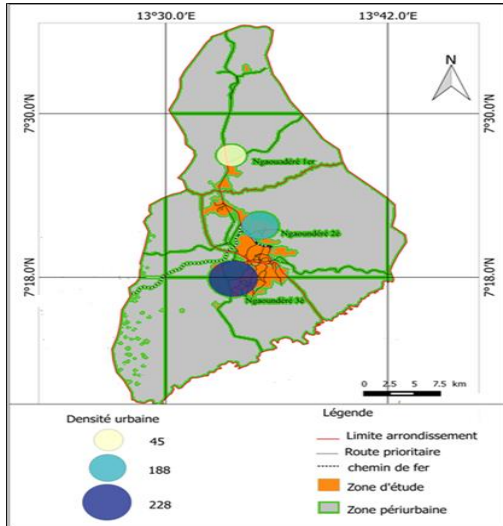 13°30.0'E 13°42.0'E
N
7°30.0'N 7°30.0'N
Ngaoundéré 1er
Ngaoundéré 2è
7°18.0'N 7°18.0'N
Ngaoundéré 3è
0 2.5 5 7.5 km
Densité urbaine
45
188
228
Légende
Limite arrondissement
Route prioritaire
chemin de fer
Zone d'étude
Zone périurbaine